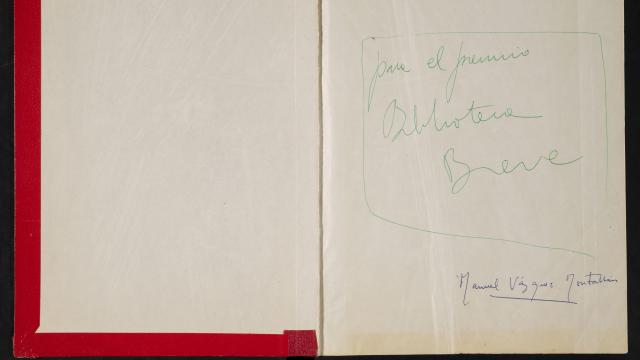 para el premio
Biblioteca
Breve
Manuel Vázquez Montalbán